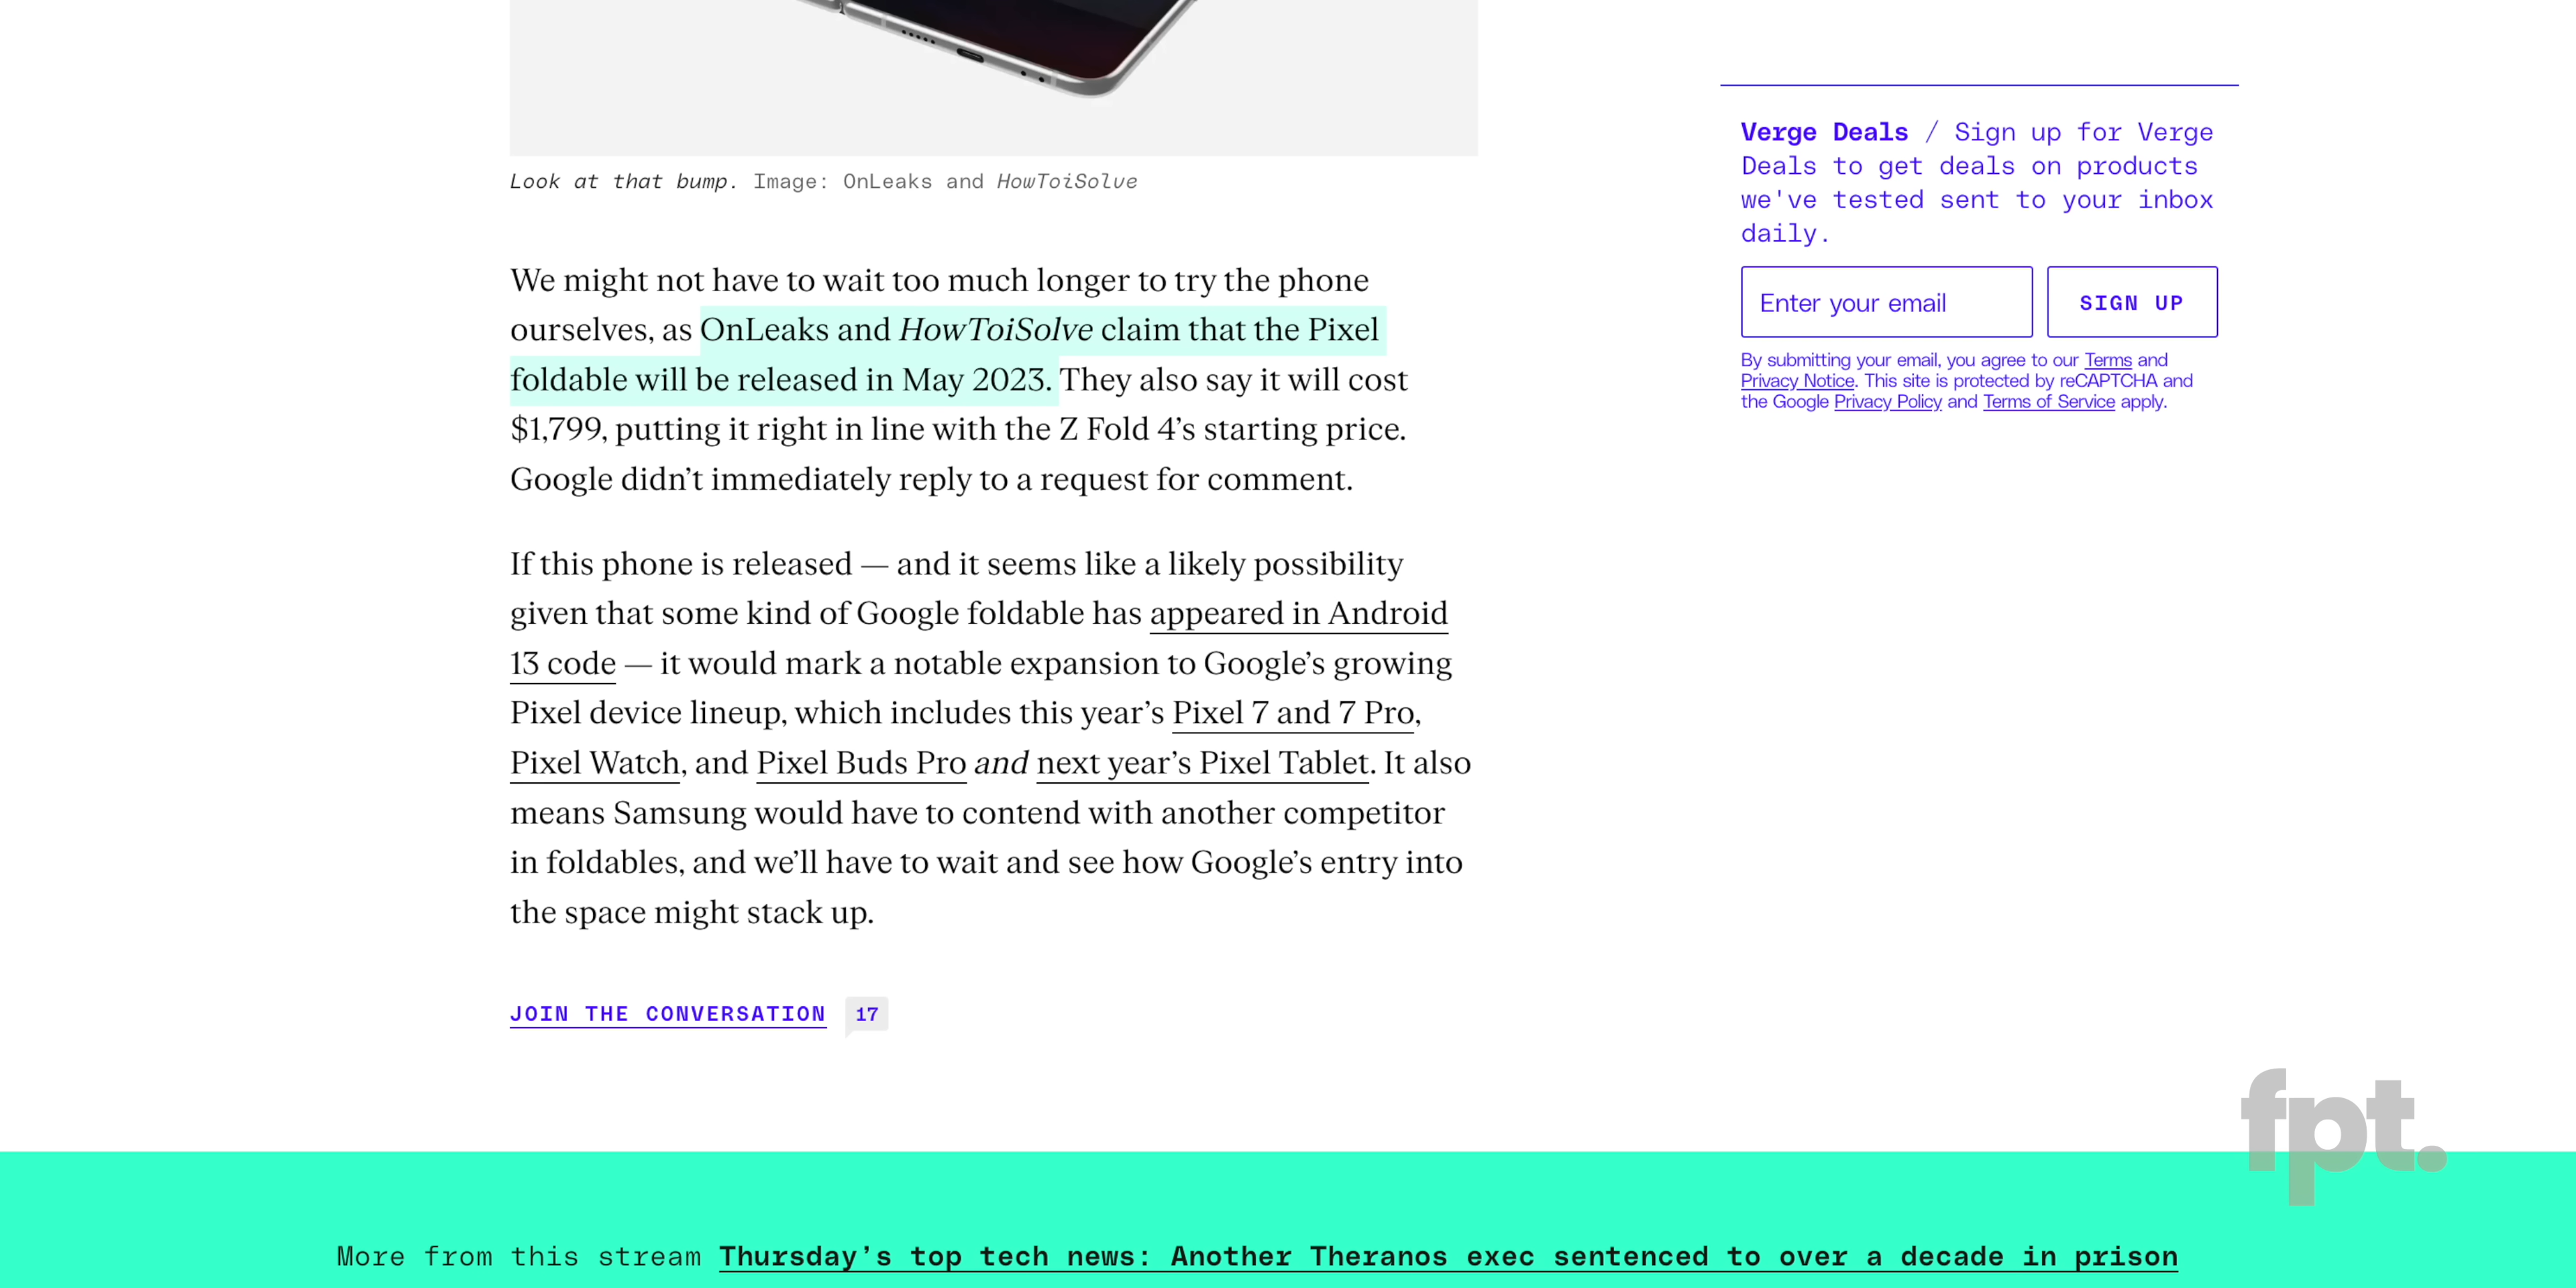 Look at that bump. Image: OnLeaks and HowToiSolve
We might not have to wait too much longer to try the phone
ourselves, as OnLeaks and HowToiSolve claim that the Pixel
foldable will be released in May 2023. They also say it will cost
$1,799, putting it right in line with the Z Fold 4’s starting price.
Google didn’t immediately reply to a request for comment.
If this phone is released — and it seems like a likely possibility
given that some kind of Google foldable has appeared in Android
13 code — it would mark a notable expansion to Google’s growing
Pixel device lineup, which includes this year’s Pixel 7 and 7 Pro,
Pixel Watch, and Pixel Buds Pro and next year’s Pixel Tablet. It also
means Samsung would have to contend with another competitor
in foldables, and we’ll have to wait and see how Google’s entry into
the space might stack up.
JOIN THE CONVERSATION 17
Verge Deals / Sign up for Verge
Deals to get deals on products
we've tested sent to your inbox
daily.
Enter your email SIGN UP
By submitting your email, you agree to our Terms and
Privacy Notice. This site is protected by reCAPTCHA and
the Google Privacy Policy and Terms of Service apply.
fpt.
More from this stream Thursday’s top tech news: Another Theranos exec sentenced to over a decade in prison